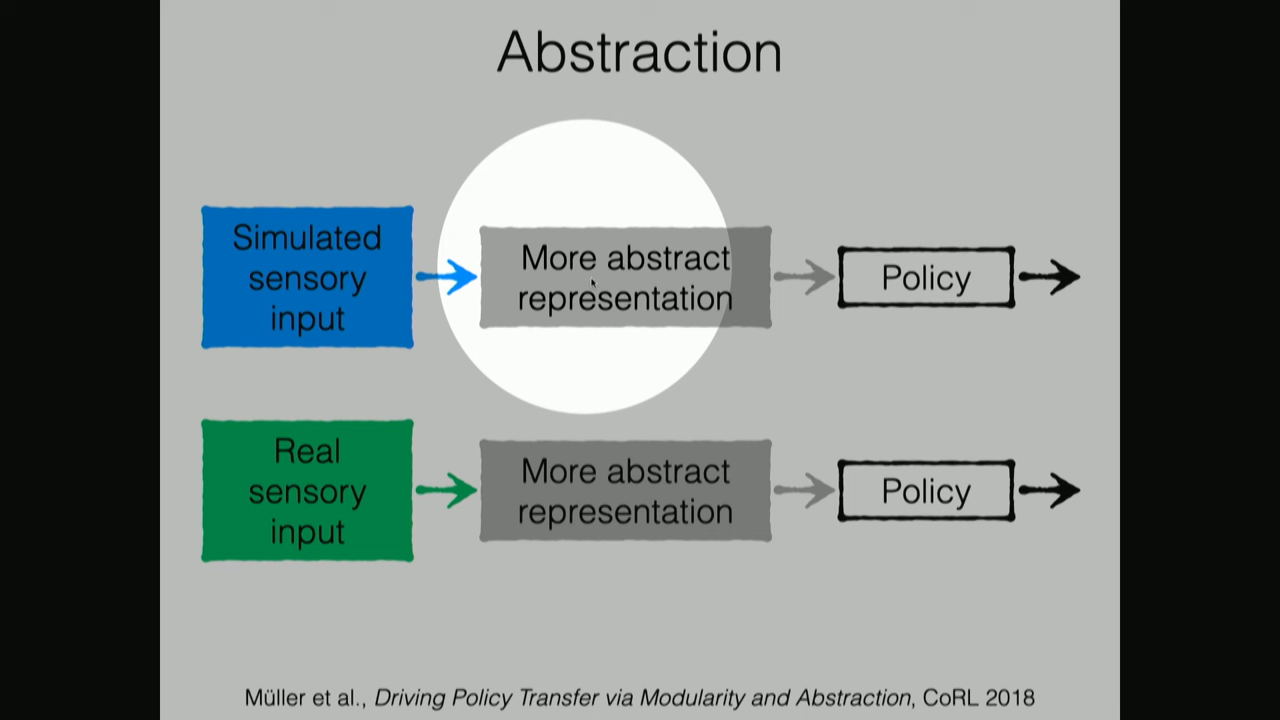 Abstraction
Simulated
sensory
input
More abstract
representation
Policy
Real
sensory
input
More abstract
representation
Policy
Müller et al., Driving Policy Transfer via Modularity and Abstraction, CoRL 2018